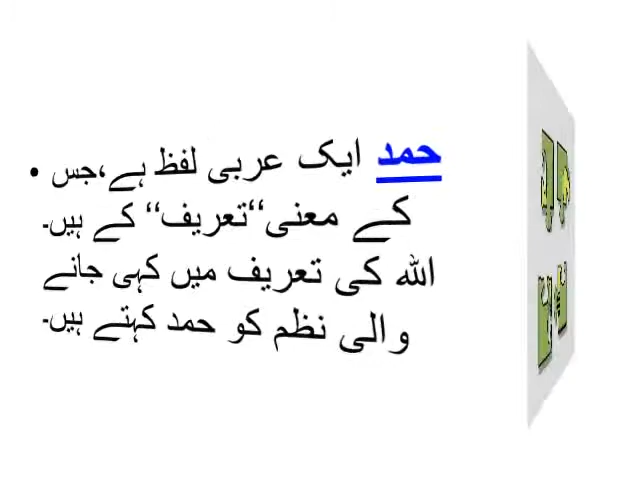 • حمد ایک عربی لفظ ہے،جس
کے معنی‘‘تعریف‘‘ کے ہیں۔
اللہ کی تعریف میں کہی جانے
والی نظم کو حمد کہتے ہیں۔